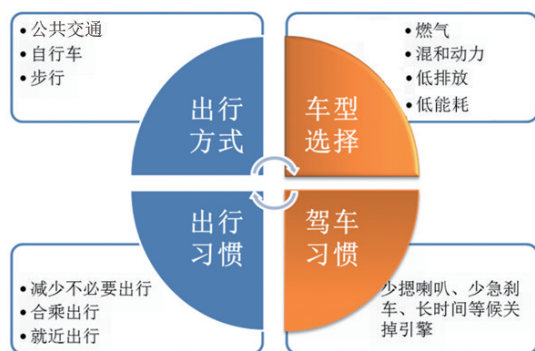 • 公共交通
• 自行车
• 步行
• 燃气
• 混和动力
• 低排放
• 低能耗
出行
方式
车型
选择
出行
习惯
驾车
习惯
• 减少不必要出行
• 合乘出行
• 就近出行
少摁喇叭、少急刹
车、长时间等候关
掉引擎